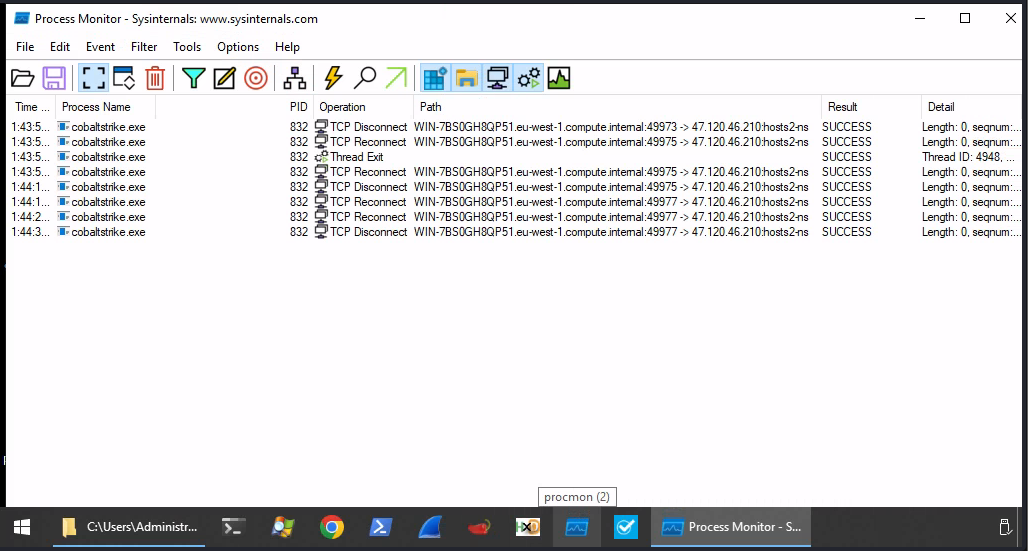 Process Monitor - Sysinternals: www.sysinternals.com
File Edit Event Filter Tools Options Help
Time ... Process Name PID Operation Path Result Detail
1:43:5... cobaltstrike.exe 832 TCP Disconnect WIN-7BS0GH8QP51.eu-west-1.compute.internal:49973 -> 47.120.46.210:hosts2-ns SUCCESS Length: 0, seqnum:...
1:43:5... cobaltstrike.exe 832 TCP Reconnect WIN-7BS0GH8QP51.eu-west-1.compute.internal:49975 -> 47.120.46.210:hosts2-ns SUCCESS Length: 0, seqnum:...
1:43:5... cobaltstrike.exe 832 Thread Exit SUCCESS Thread ID: 4948, ...
1:43:5... cobaltstrike.exe 832 TCP Reconnect WIN-7BS0GH8QP51.eu-west-1.compute.internal:49975 -> 47.120.46.210:hosts2-ns SUCCESS Length: 0, seqnum:...
1:44:1... cobaltstrike.exe 832 TCP Disconnect WIN-7BS0GH8QP51.eu-west-1.compute.internal:49975 -> 47.120.46.210:hosts2-ns SUCCESS Length: 0, seqnum:...
1:44:1... cobaltstrike.exe 832 TCP Reconnect WIN-7BS0GH8QP51.eu-west-1.compute.internal:49977 -> 47.120.46.210:hosts2-ns SUCCESS Length: 0, seqnum:...
1:44:2... cobaltstrike.exe 832 TCP Reconnect WIN-7BS0GH8QP51.eu-west-1.compute.internal:49977 -> 47.120.46.210:hosts2-ns SUCCESS Length: 0, seqnum:...
1:44:3... cobaltstrike.exe 832 TCP Disconnect WIN-7BS0GH8QP51.eu-west-1.compute.internal:49977 -> 47.120.46.210:hosts2-ns SUCCESS Length: 0, seqnum:...
procmon (2)
C:\Users\Administr... HXD Process Monitor - S...